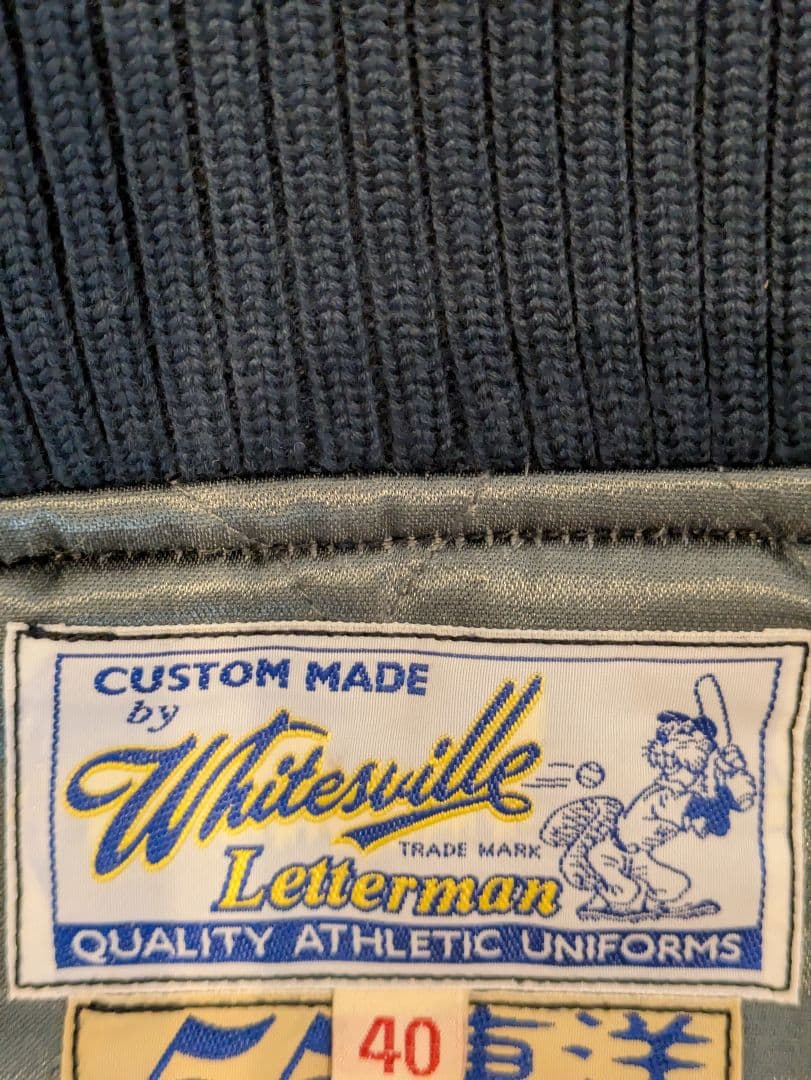 CUSTOM MADE
by
Whitesville
TRADE MARK
Letterman
QUALITY ATHLETIC UNIFORMS
40